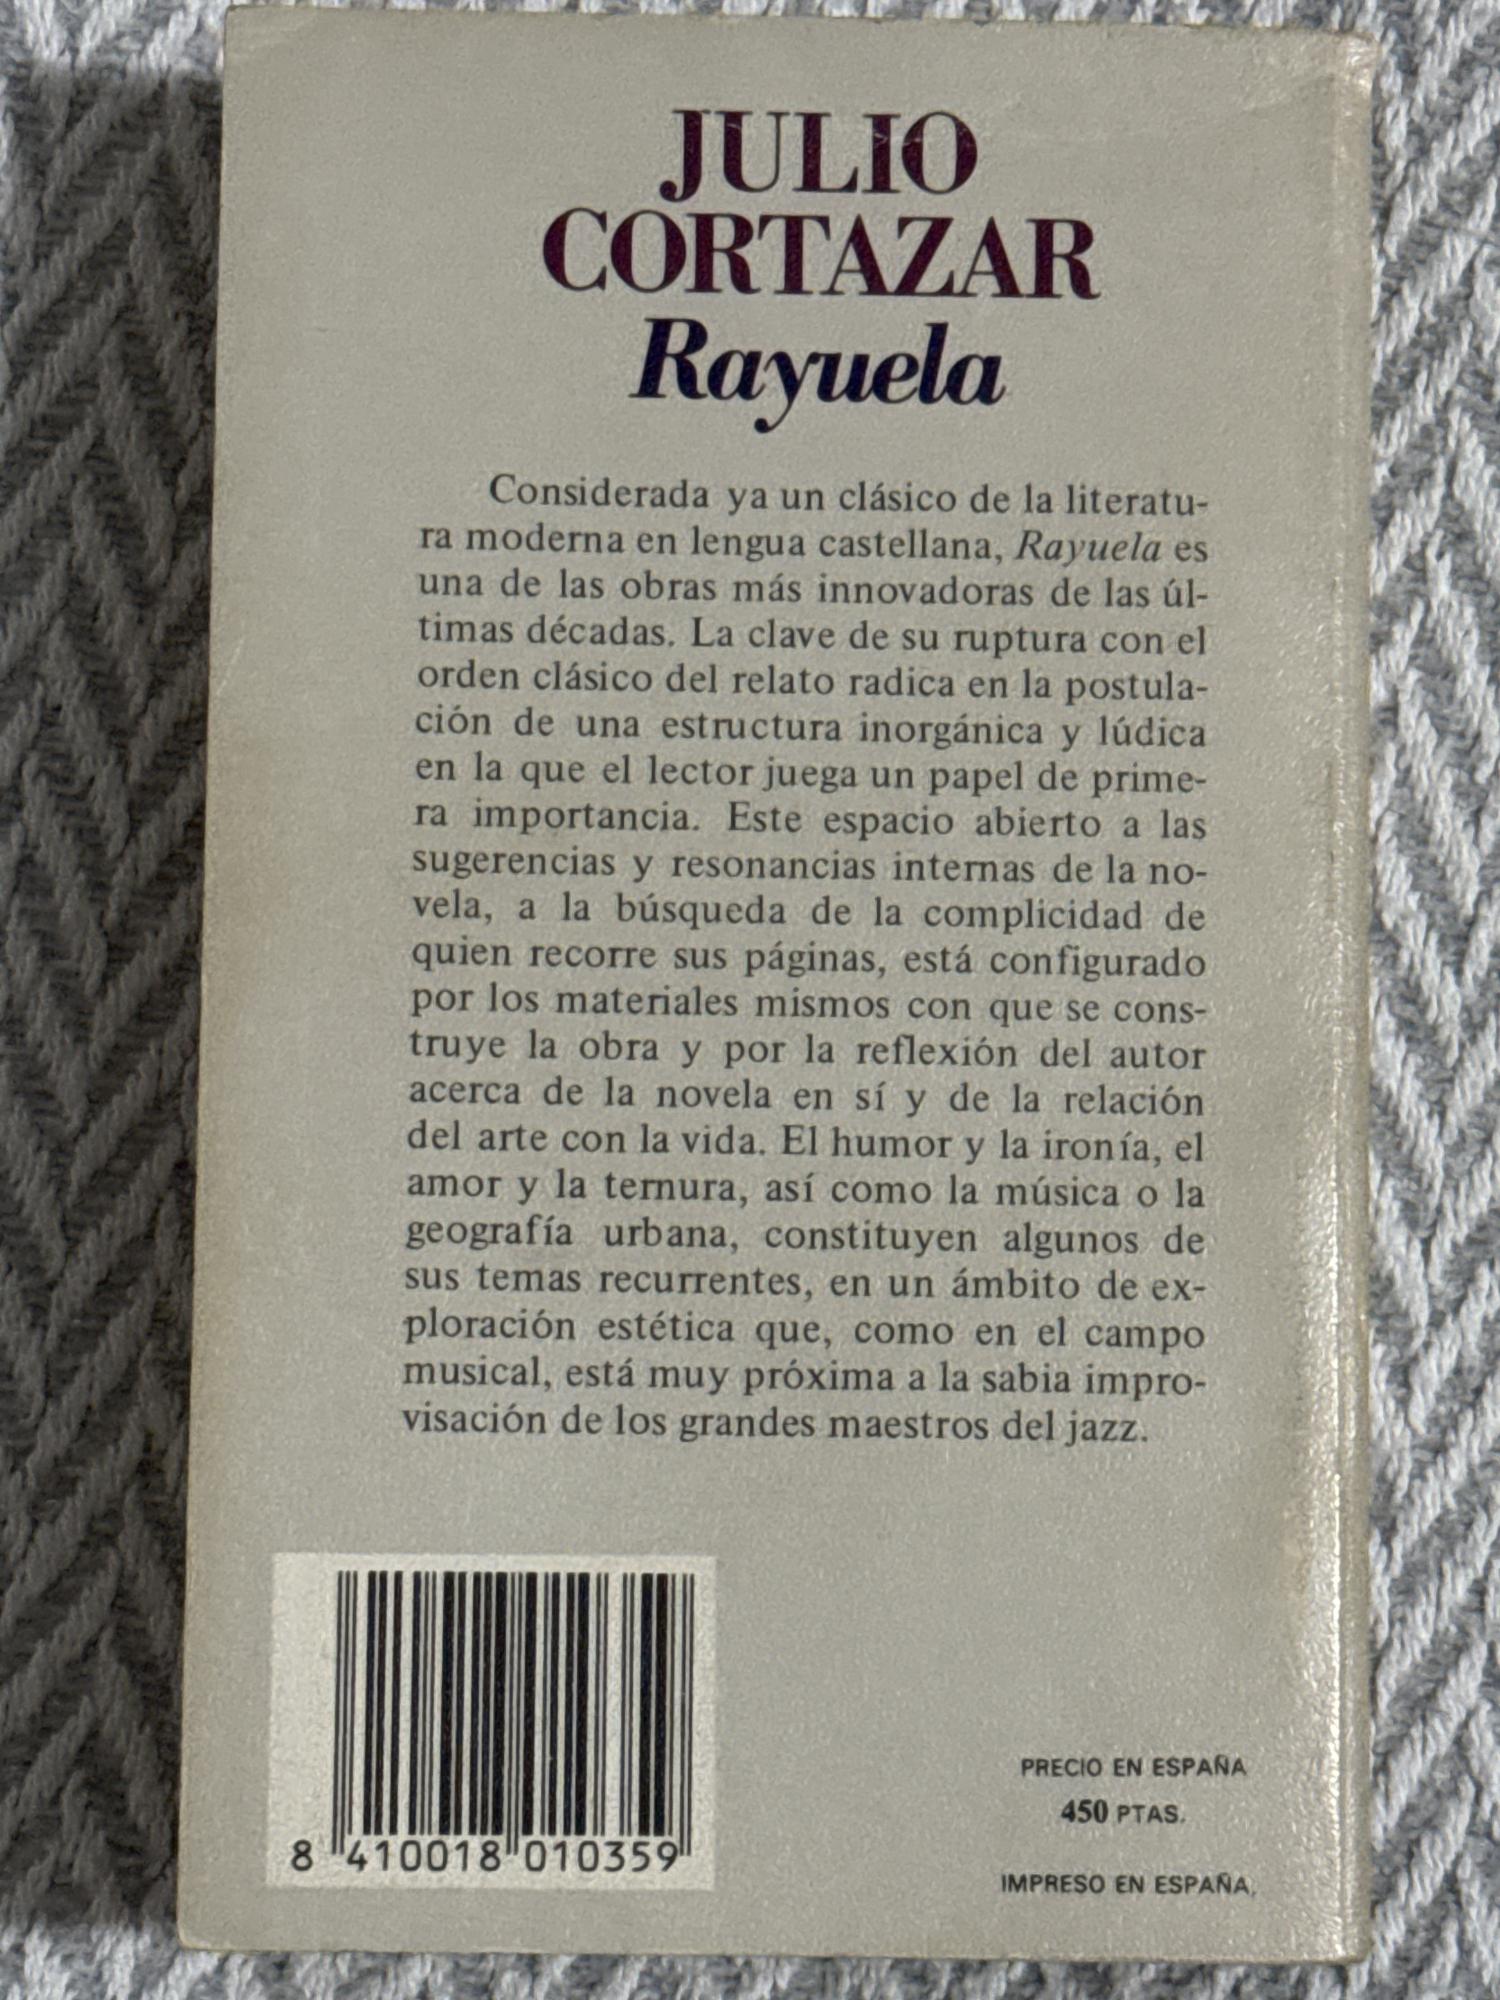 JULIO
CORTAZAR
Rayuela
Considerada ya un clásico de la literatu-
ra moderna en lengua castellana, Rayuela es
una de las obras más innovadoras de las úl-
timas décadas. La clave de su ruptura con el
orden clásico del relato radica en la postula-
ción de una estructura inorgánica y lúdica
en la que el lector juega un papel de prime-
ra importancia. Este espacio abierto a las
sugerencias y resonancias internas de la no-
vela, a la búsqueda de la complicidad de
quien recorre sus páginas, está configurado
por los materiales mismos con que se cons-
truye la obra y por la reflexión del autor
acerca de la novela en sí y de la relación
del arte con la vida. El humor y la ironía, el
amor y la ternura, así como la música o la
geografía urbana, constituyen algunos de
sus temas recurrentes, en un ámbito de ex-
ploración estética que, como en el campo
musical, está muy próxima a la sabia impro-
visación de los grandes maestros del jazz.
PRECIO EN ESPAÑA
450 PTAS.
8 410018 010359
IMPRESO EN ESPAÑA.